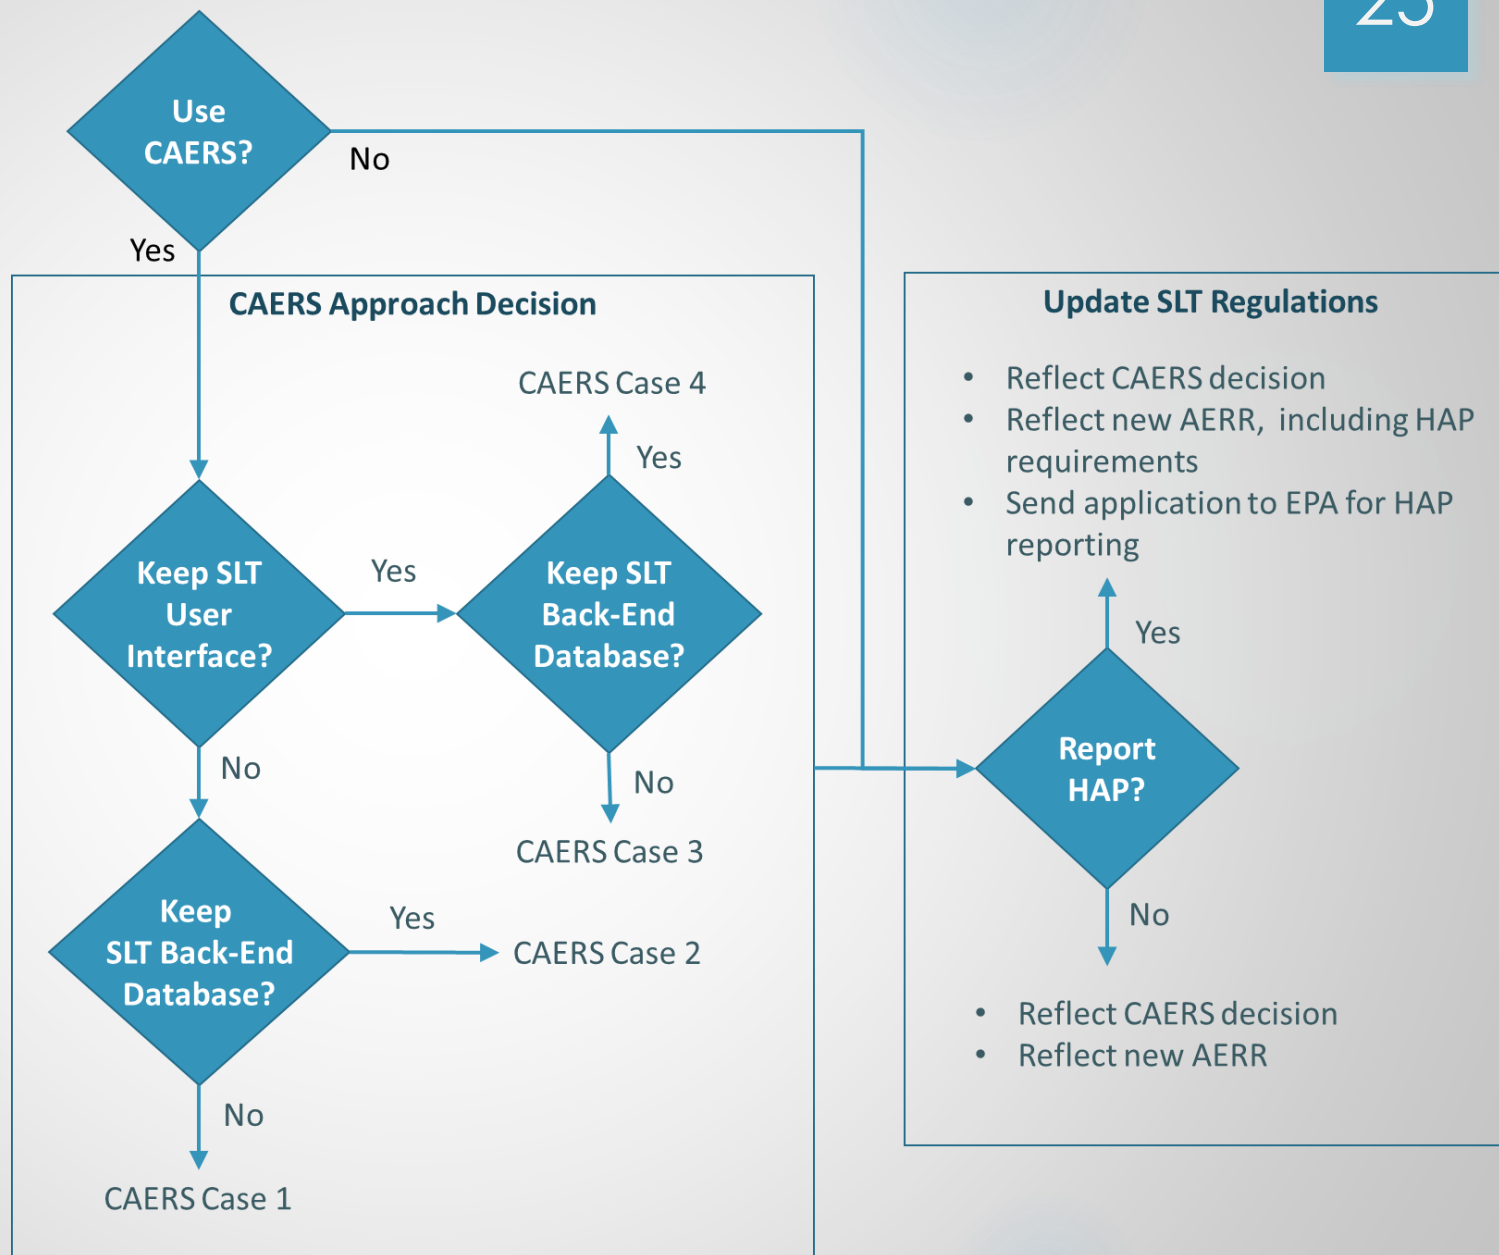 25
Use
CAERS?
No
Yes
CAERS Approach Decision
CAERS Case 4
Yes
Keep SLT
User
Interface?
Yes
Keep SLT
Back-End
Database?
No
No
CAERS Case 3
Keep
SLT Back-End
Database?
Yes
CAERS Case 2
No
CAERS Case 1
Update SLT Regulations
• Reflect CAERS decision
• Reflect new AERR, including HAP
requirements
• Send application to EPA for HAP
reporting
Yes
Report
HAP?
No
• Reflect CAERS decision
• Reflect new AERR